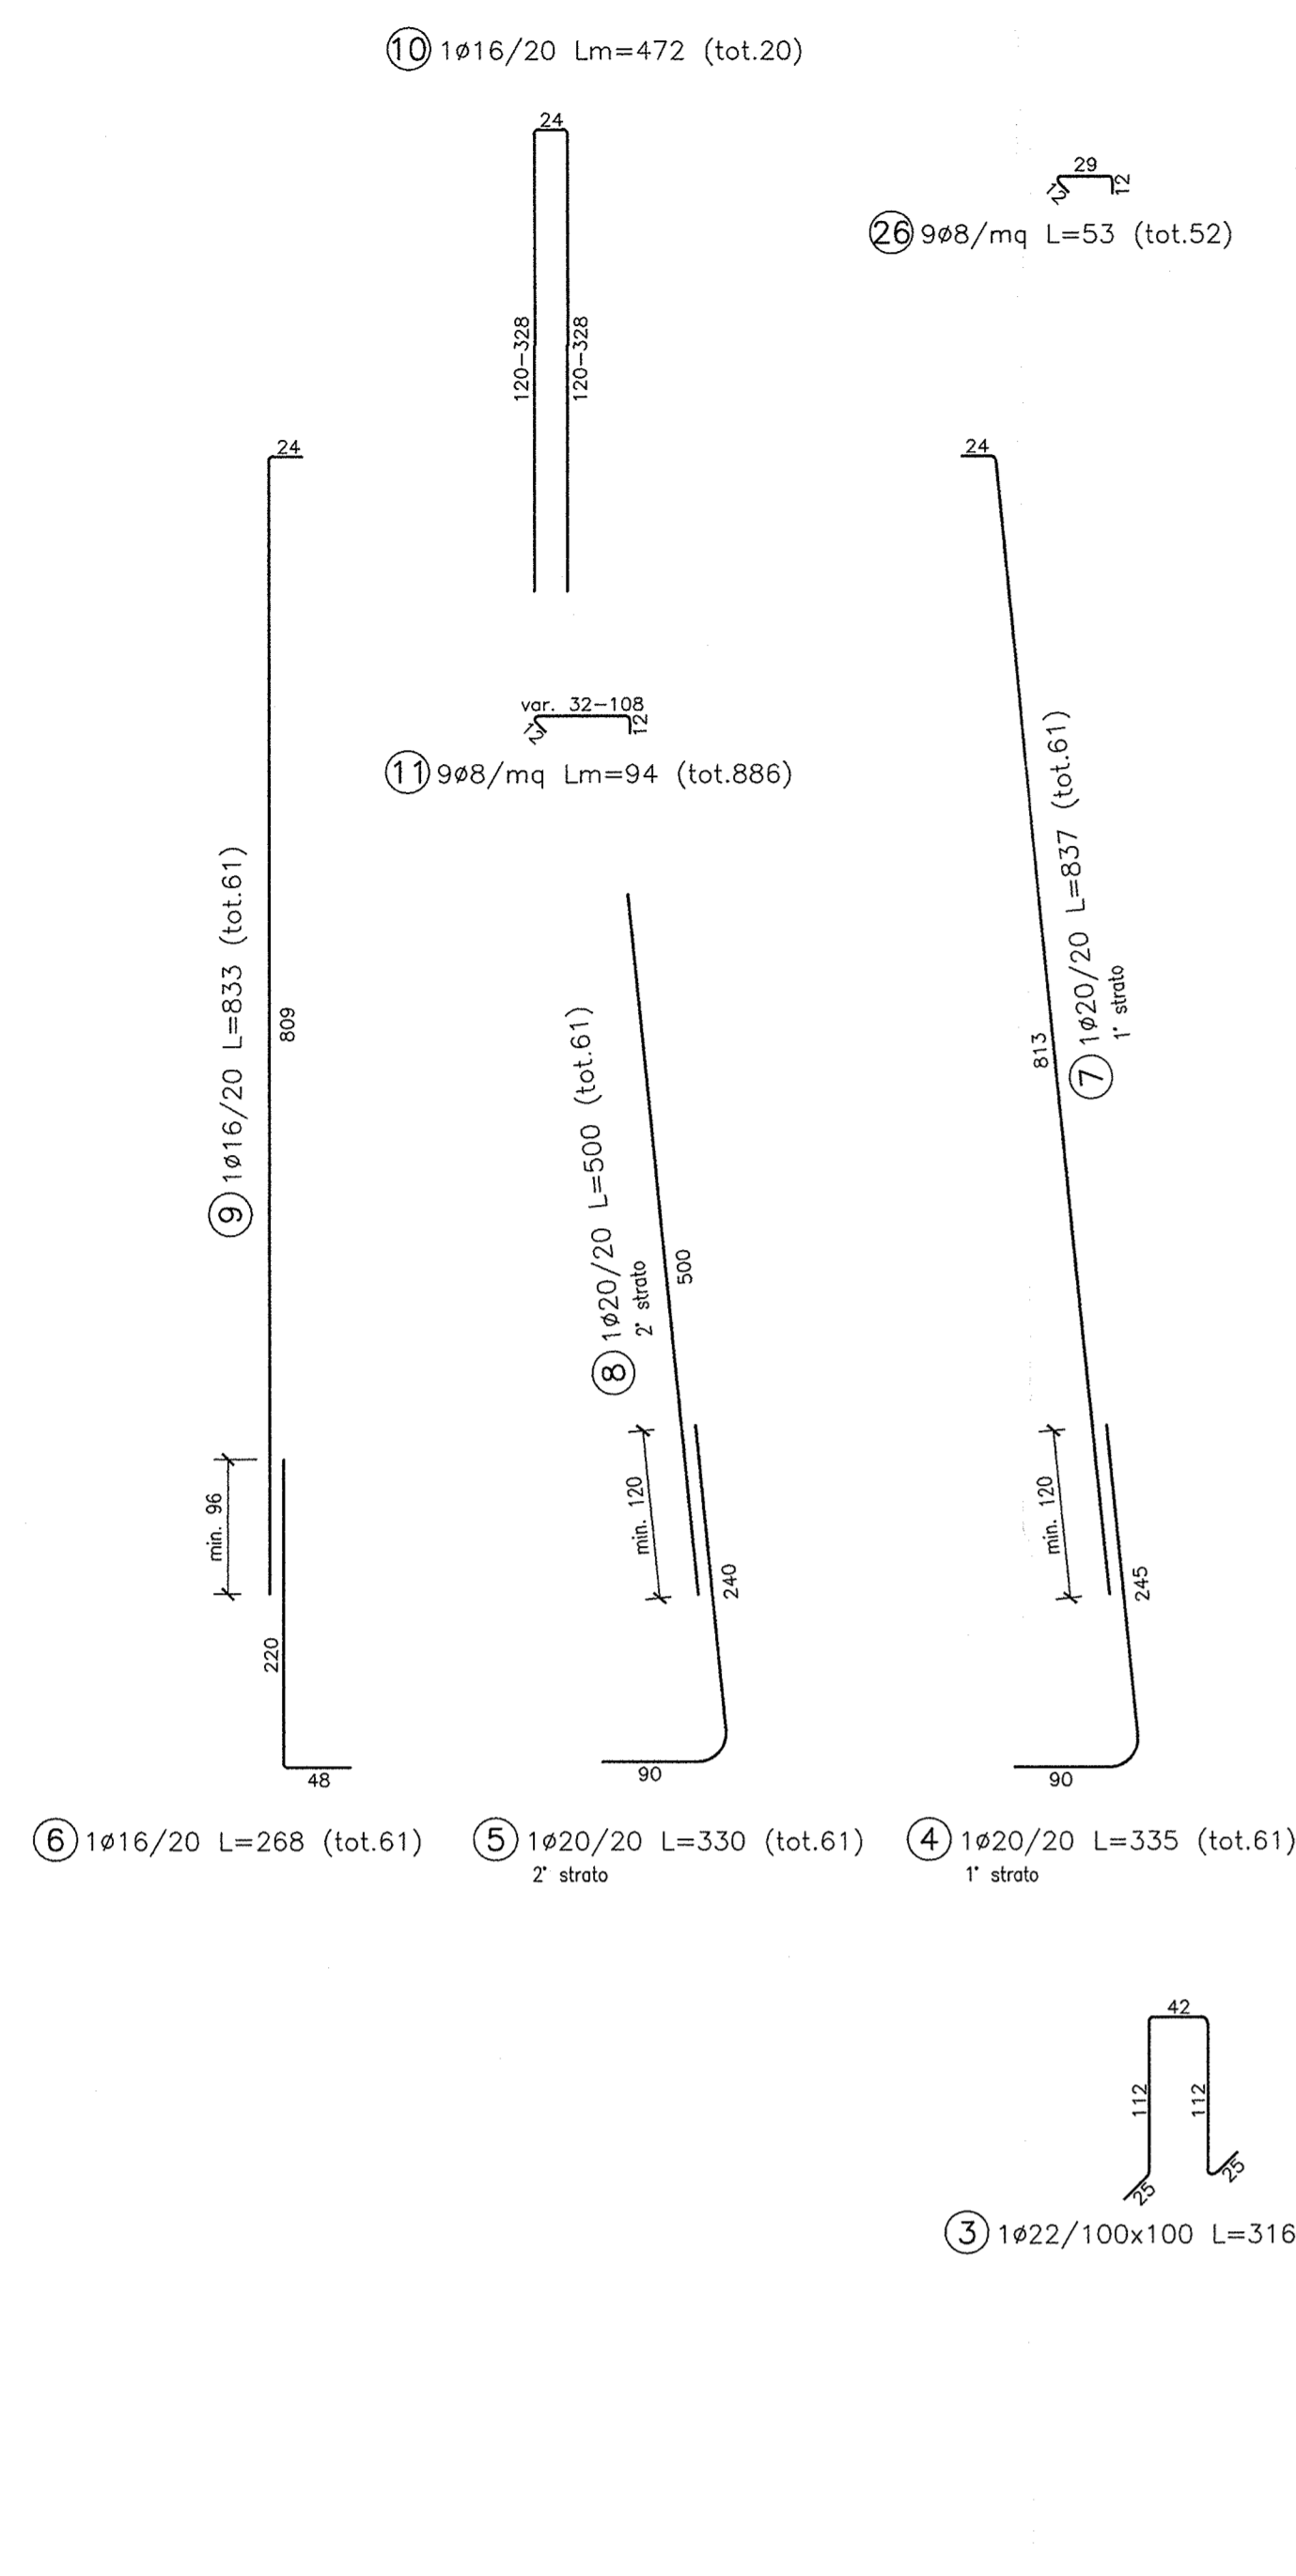 10 1ø16/20 Lm=472 (tot.20)
24
120-328
120-328
29
12
12
26 9ø8/mq L=53 (tot.52)
24
809
9 1ø16/20 L=833 (tot.61)
min. 96
220
48
6 1ø16/20 L=268 (tot.61)
var. 32-108
12
12
11 9ø8/mq Lm=94 (tot.886)
8 1ø20/20 L=500 (tot.61)
2° strato
500
min. 120
240
90
5 1ø20/20 L=330 (tot.61)
2° strato
24
813
7 1ø20/20 L=837 (tot.61)
1° strato
min. 120
245
90
4 1ø20/20 L=335 (tot.61)
1° strato
42
112
112
25
25
3 1ø22/100x100 L=316